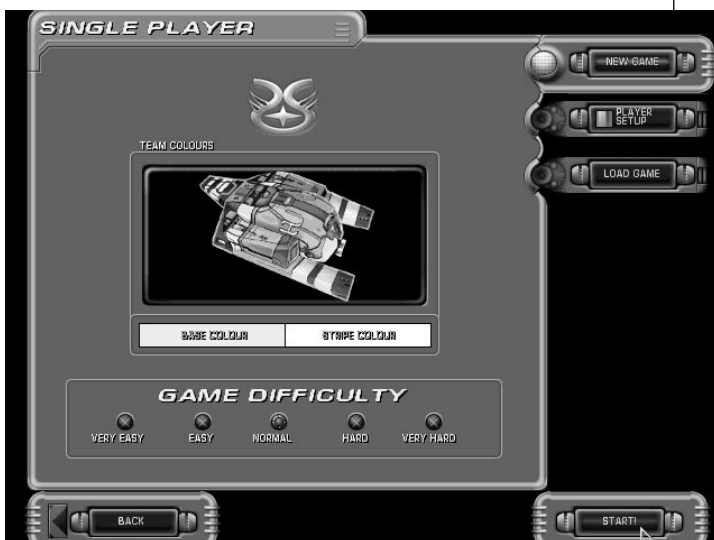 SINGLE PLAYER
NEW GAME
PLAYER
SETUP
LOAD GAME
TEAM COLOURS
BASE COLOUR
STRIPE COLOUR
GAME DIFFICULTY
VERY EASY
EASY
NORMAL
HARD
VERY HARD
BACK
START!